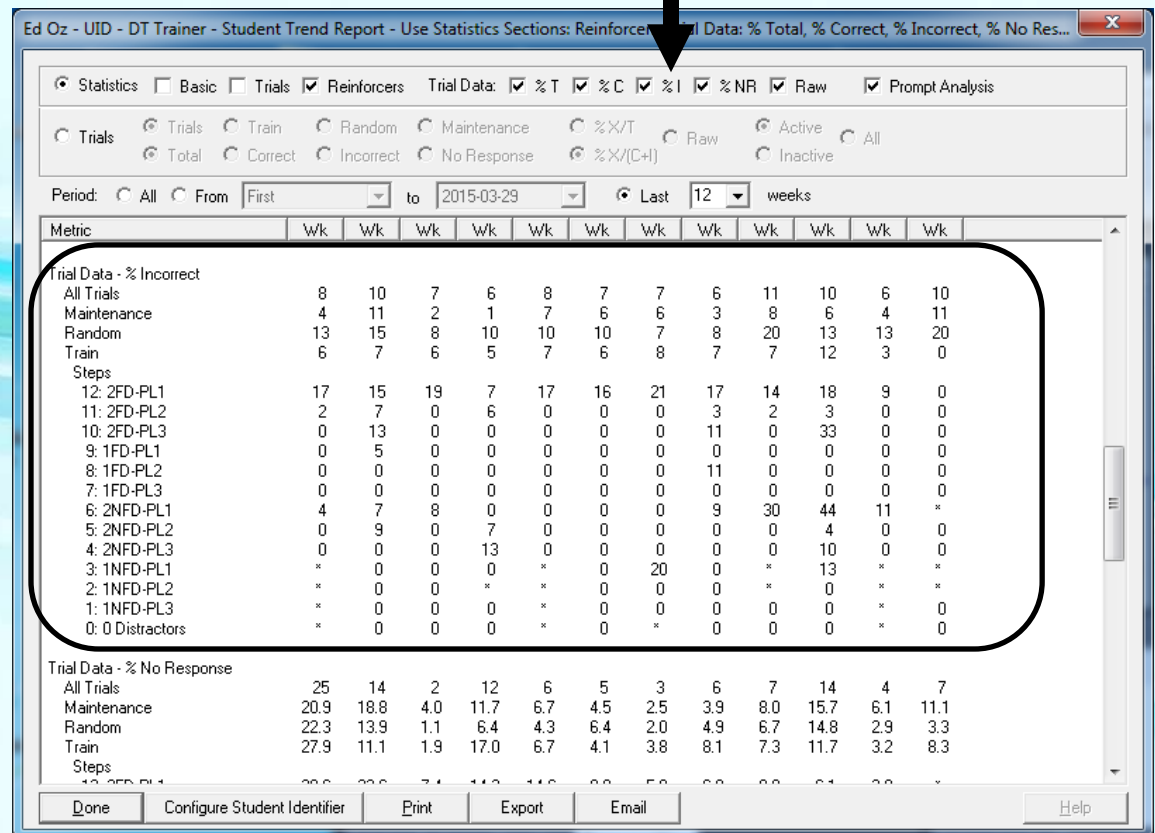 Ed Oz - UID - DT Trainer - Student Trend Report - Use Statistics Sections: Reinforcer Data: % Total, % Correct, % Incorrect, % No Res...
Statistics Basic Trials Reinforcers Trial Data: % T % C % I % NR Raw Prompt Analysis
Trials Trials Train Random Maintenance % X/T Raw Active All
Total Correct Incorrect No Response % X/(C+I) Inactive
Period: All From First to 2015-03-29 Last 12 weeks
Metric Wk Wk Wk Wk Wk Wk Wk Wk Wk Wk Wk Wk
Trial Data - % Incorrect
All Trials 8 10 7 6 8 7 7 6 11 10 6 10
Maintenance 4 11 2 1 7 6 6 3 8 6 4 11
Random 13 15 8 10 10 10 7 8 20 13 13 20
Train 6 7 6 5 7 6 8 7 7 12 3 0
Steps
12: 2FD-PL1 17 15 19 7 17 16 21 17 14 18 9 0
11: 2FD-PL2 2 7 0 6 0 0 0 3 2 3 0 0
10: 2FD-PL3 0 13 0 0 0 0 0 11 0 33 0 0
9: 1FD-PL1 0 5 0 0 0 0 0 0 0 0 0 0
8: 1FD-PL2 0 0 0 0 0 0 0 11 0 0 0 0
7: 1FD-PL3 0 0 0 0 0 0 0 0 0 0 0 0
6: 2NFD-PL1 4 7 8 0 0 0 0 9 30 44 11 *
5: 2NFD-PL2 0 9 0 7 0 0 0 0 0 4 0 0
4: 2NFD-PL3 0 0 0 13 0 0 0 0 0 10 0 0
3: 1NFD-PL1 * 0 0 0 * 0 20 0 * 13 * *
2: 1NFD-PL2 * 0 0 * * 0 0 0 * 0 * *
1: 1NFD-PL3 * 0 0 0 * 0 0 0 0 0 * 0
0: 0 Distractors * 0 0 0 * 0 * 0 0 0 * 0
Trial Data - % No Response
All Trials 25 14 2 12 6 5 3 6 7 14 4 7
Maintenance 20.9 18.8 4.0 11.7 6.7 4.5 2.5 3.9 8.0 15.7 6.1 11.1
Random 22.3 13.9 1.1 6.4 4.3 6.4 2.0 4.9 6.7 14.8 2.9 3.3
Train 27.9 11.1 1.9 17.0 6.7 4.1 3.8 8.1 7.3 11.7 3.2 8.3
Steps
Done Configure Student Identifier Print Export Email Help